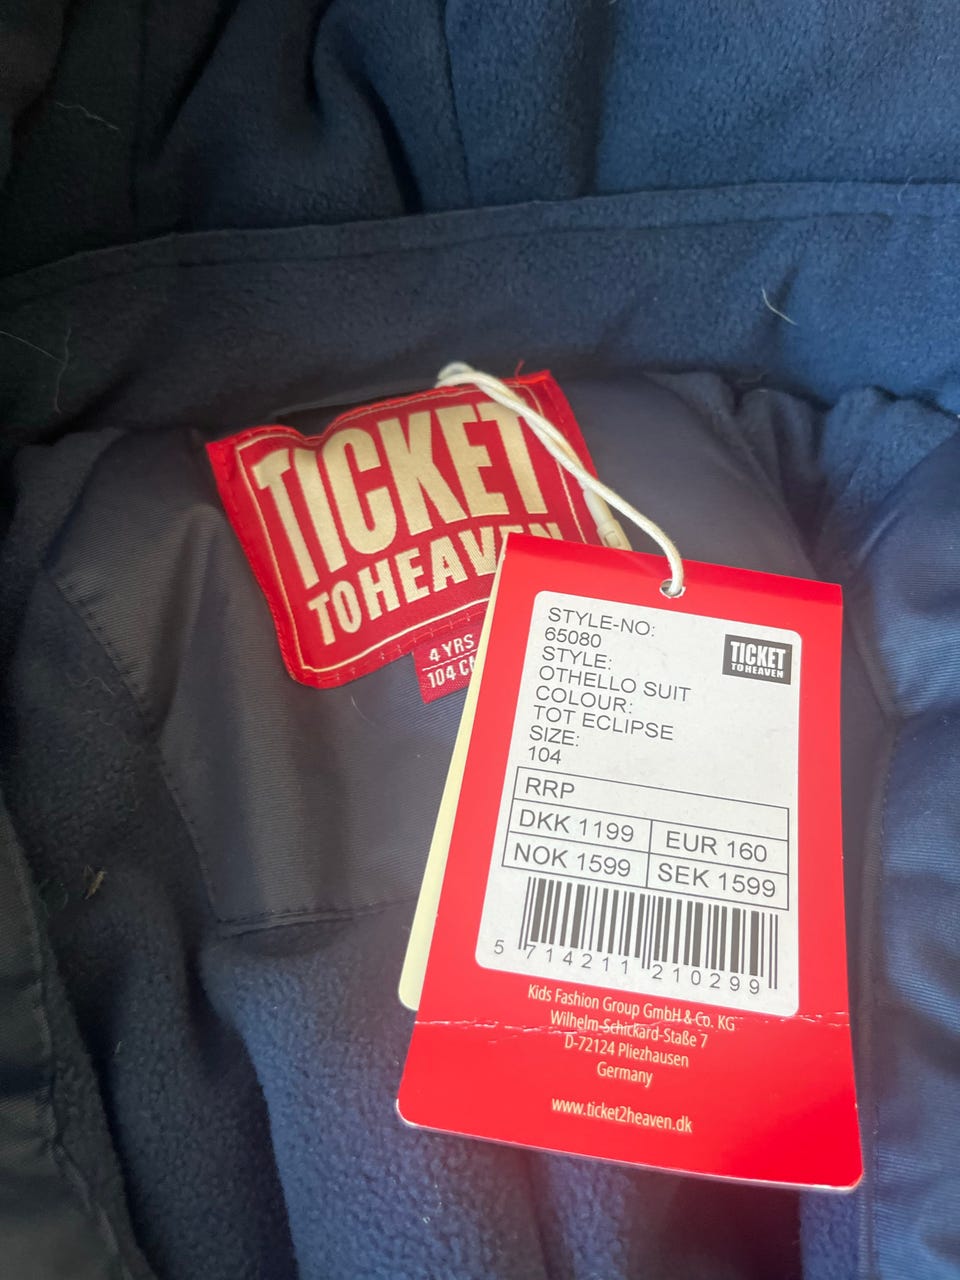 TICKET
TO HEAVEN
4 YRS
104 C
STYLE-NO:
65080
STYLE:
OTHELLO SUIT
COLOUR:
TOT ECLIPSE
SIZE:
104
TICKET
TO HEAVEN
RRP
DKK 1199 EUR 160
NOK 1599 SEK 1599
5 714211 210299
Kids Fashion Group GmbH & Co. KG
Wilhelm-Schickard-Staße 7
D-72124 Pliezhausen
Germany
www.ticket2heaven.dk